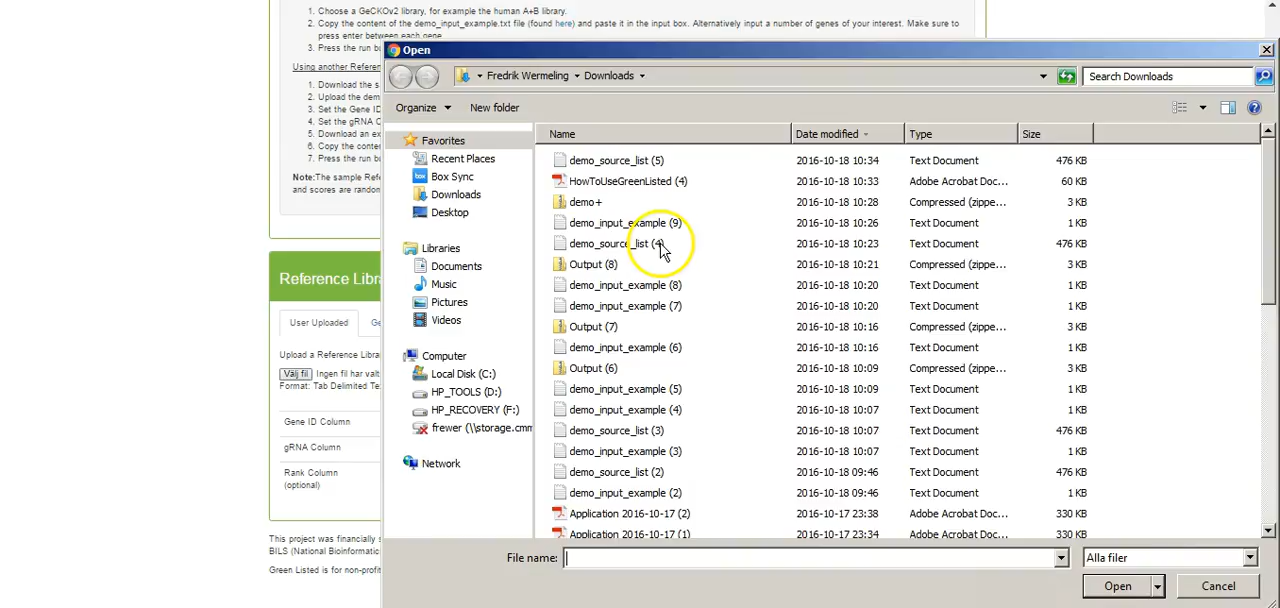 1. Choose a GeCKOv2 library, for example the human A+B library.
2. Copy the content of the demo_input_example.txt file (found here) and paste it in the input box. Alternatively input a number of genes of your interest. Make sure to
press enter between each gene
3. Press the run bu
Using another Refere
1. Download the s
2. Upload the dem
3. Set the Gene ID
4. Set the gRNA C
5. Download an ex
6. Copy the conte
7. Press the run b
Note:The sample Refe
and scores are random
Reference Libra
User Uploaded Ge
Upload a Reference Libra
Välj fil Ingen fil har valt
Format: Tab Delimited Te
Gene ID Column
gRNA Column
Rank Column
(optional)
This project was financially s
BILS (National Bioinformatic
Green Listed is for non-profit
Open
Fredrik Wermeling Downloads
Search Downloads
Organize New folder
Favorites
Recent Places
Box Sync
Downloads
Desktop
Libraries
Documents
Music
Pictures
Videos
Computer
Local Disk (C:)
HP_TOOLS (D:)
HP_RECOVERY (F:)
frewer (\\storage.cmm
Network
Name Date modified Type Size
demo_source_list (5) 2016-10-18 10:34 Text Document 476 KB
HowToUseGreenListed (4) 2016-10-18 10:33 Adobe Acrobat Doc... 60 KB
demo+ 2016-10-18 10:28 Compressed (zippe... 3 KB
demo_input_example (9) 2016-10-18 10:26 Text Document 1 KB
demo_source_list (4) 2016-10-18 10:23 Text Document 476 KB
Output (8) 2016-10-18 10:21 Compressed (zippe... 3 KB
demo_input_example (8) 2016-10-18 10:20 Text Document 1 KB
demo_input_example (7) 2016-10-18 10:20 Text Document 1 KB
Output (7) 2016-10-18 10:16 Compressed (zippe... 3 KB
demo_input_example (6) 2016-10-18 10:16 Text Document 1 KB
Output (6) 2016-10-18 10:09 Compressed (zippe... 3 KB
demo_input_example (5) 2016-10-18 10:09 Text Document 1 KB
demo_input_example (4) 2016-10-18 10:07 Text Document 1 KB
demo_source_list (3) 2016-10-18 10:07 Text Document 476 KB
demo_input_example (3) 2016-10-18 10:07 Text Document 1 KB
demo_source_list (2) 2016-10-18 09:46 Text Document 476 KB
demo_input_example (2) 2016-10-18 09:46 Text Document 1 KB
Application 2016-10-17 (2) 2016-10-17 23:38 Adobe Acrobat Doc... 330 KB
Application 2016-10-17 (1) 2016-10-17 23:34 Adobe Acrobat Doc... 330 KB
File name: Alla filer
Open Cancel